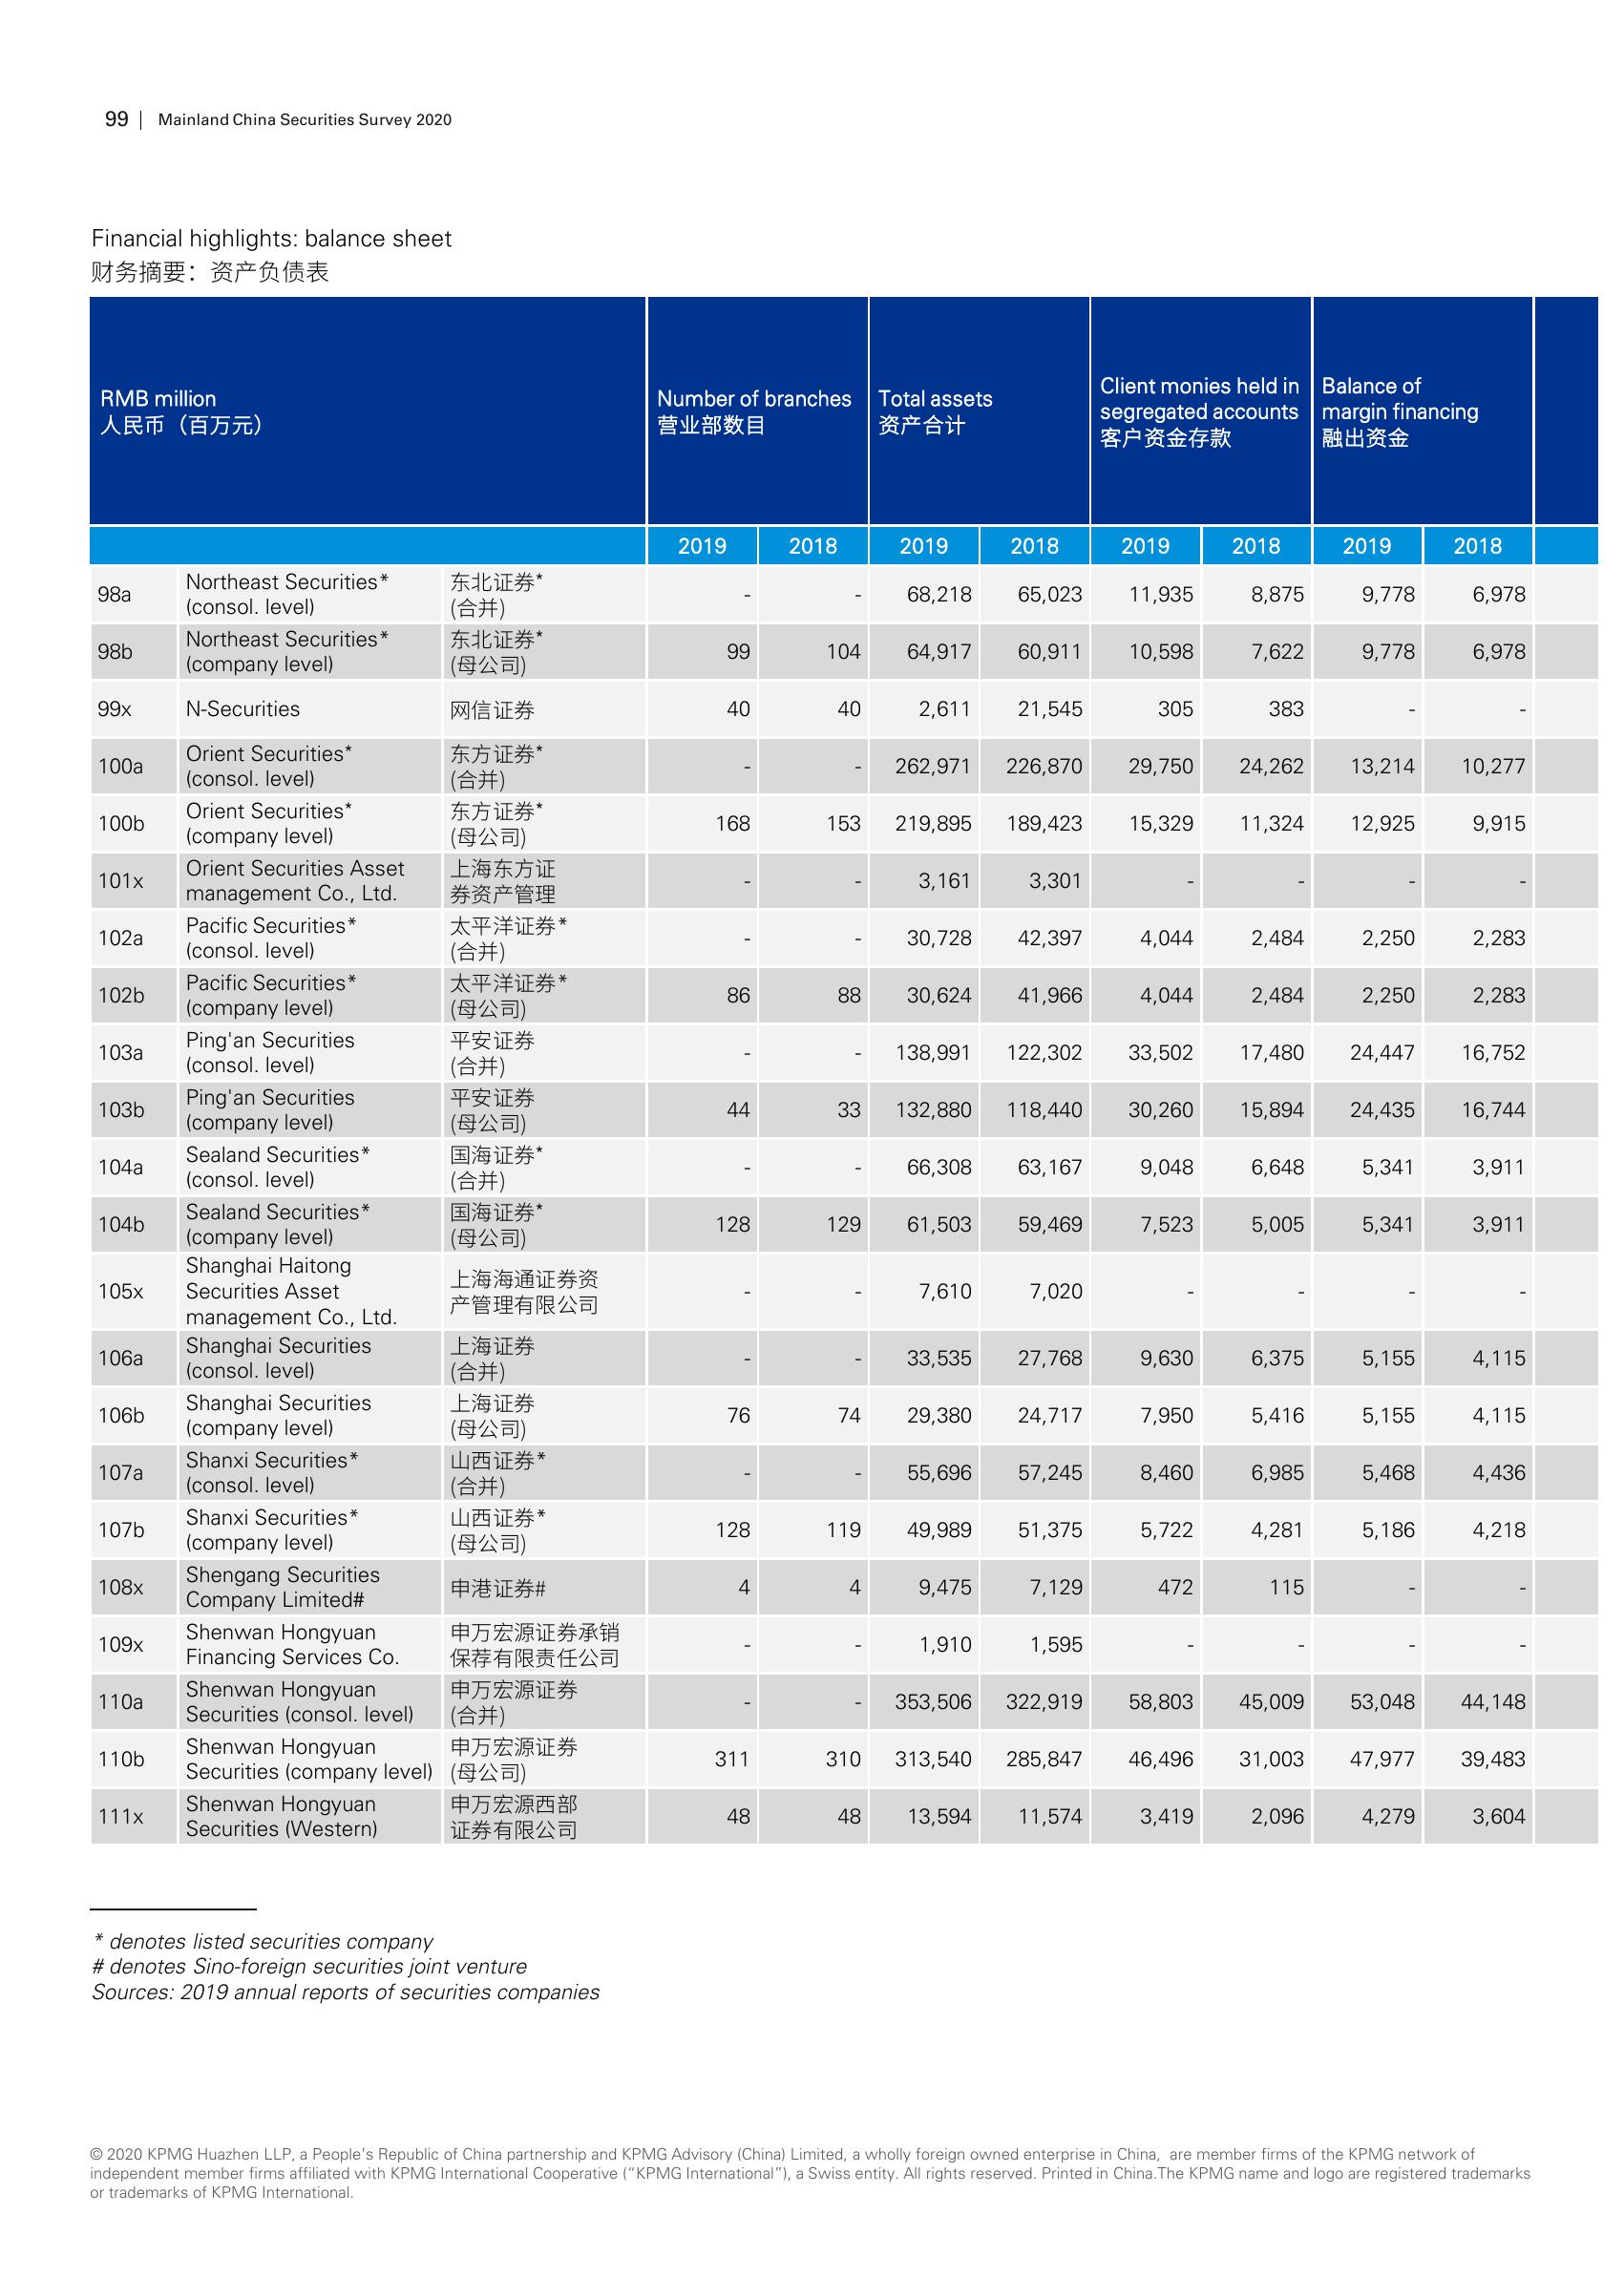 99 | Mainland China Securities Survey 2020
Financial highlights: balance sheet
财务摘要：资产负债表
RMB million
人民币（百万元）
Number of branches
营业部数目
Total assets
资产合计
Client monies held in
segregated accounts
客户资金存款
Balance of
margin financing
融出资金
2019 2018 2019 2018 2019 2018 2019 2018
98a Northeast Securities* (consol. level) 东北证券* (合并) - - 68,218 65,023 11,935 8,875 9,778 6,978
98b Northeast Securities* (company level) 东北证券* (母公司) 99 104 64,917 60,911 10,598 7,622 9,778 6,978
99x N-Securities 网信证券 40 40 2,611 21,545 305 383 - -
100a Orient Securities* (consol. level) 东方证券* (合并) - - 262,971 226,870 29,750 24,262 13,214 10,277
100b Orient Securities* (company level) 东方证券* (母公司) 168 153 219,895 189,423 15,329 11,324 12,925 9,915
101x Orient Securities Asset management Co., Ltd. 上海东方证券资产管理 - - 3,161 3,301 - - - -
102a Pacific Securities* (consol. level) 太平洋证券* (合并) - - 30,728 42,397 4,044 2,484 2,250 2,283
102b Pacific Securities* (company level) 太平洋证券* (母公司) 86 88 30,624 41,966 4,044 2,484 2,250 2,283
103a Ping'an Securities (consol. level) 平安证券 (合并) - - 138,991 122,302 33,502 17,480 24,447 16,752
103b Ping'an Securities (company level) 平安证券 (母公司) 44 33 132,880 118,440 30,260 15,894 24,435 16,744
104a Sealand Securities* (consol. level) 国海证券* (合并) - - 66,308 63,167 9,048 6,648 5,341 3,911
104b Sealand Securities* (company level) 国海证券* (母公司) 128 129 61,503 59,469 7,523 5,005 5,341 3,911
105x Shanghai Haitong Securities Asset management Co., Ltd. 上海海通证券资产管理有限公司 - - 7,610 7,020 - - - -
106a Shanghai Securities (consol. level) 上海证券 (合并) - - 33,535 27,768 9,630 6,375 5,155 4,115
106b Shanghai Securities (company level) 上海证券 (母公司) 76 74 29,380 24,717 7,950 5,416 5,155 4,115
107a Shanxi Securities* (consol. level) 山西证券* (合并) - - 55,696 57,245 8,460 6,985 5,468 4,436
107b Shanxi Securities* (company level) 山西证券* (母公司) 128 119 49,989 51,375 5,722 4,281 5,186 4,218
108x Shengang Securities Company Limited# 申港证券# 4 4 9,475 7,129 472 115 - -
109x Shenwan Hongyuan Financing Services Co. 申万宏源证券承销保荐有限责任公司 - - 1,910 1,595 - - - -
110a Shenwan Hongyuan Securities (consol. level) 申万宏源证券 (合并) - - 353,506 322,919 58,803 45,009 53,048 44,148
110b Shenwan Hongyuan Securities (company level) 申万宏源证券 (母公司) 311 310 313,540 285,847 46,496 31,003 47,977 39,483
111x Shenwan Hongyuan Securities (Western) 申万宏源西部证券有限公司 48 48 13,594 11,574 3,419 2,096 4,279 3,604
* denotes listed securities company
# denotes Sino-foreign securities joint venture
Sources: 2019 annual reports of securities companies
© 2020 KPMG Huazhen LLP, a People’s Republic of China partnership and KPMG Advisory (China) Limited, a wholly foreign owned enterprise in China, are member firms of the KPMG network of
independent member firms affiliated with KPMG International Cooperative (“KPMG International”), a Swiss entity. All rights reserved. Printed in China.The KPMG name and logo are registered trademarks
or trademarks of KPMG International.